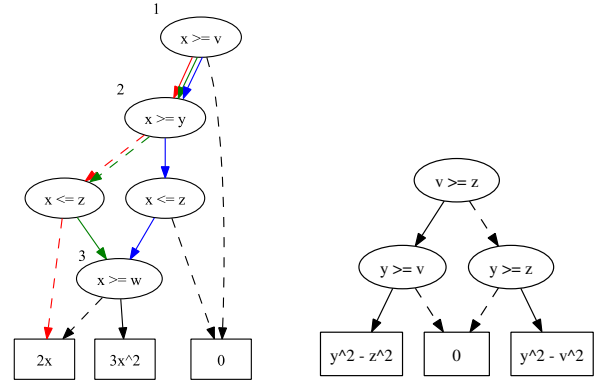 1
x >= v
2
x >= y
x <= z
x <= z
3
x >= w
2x
3x^2
0
v >= z
y >= v
y >= z
y^2 - z^2
0
y^2 - v^2